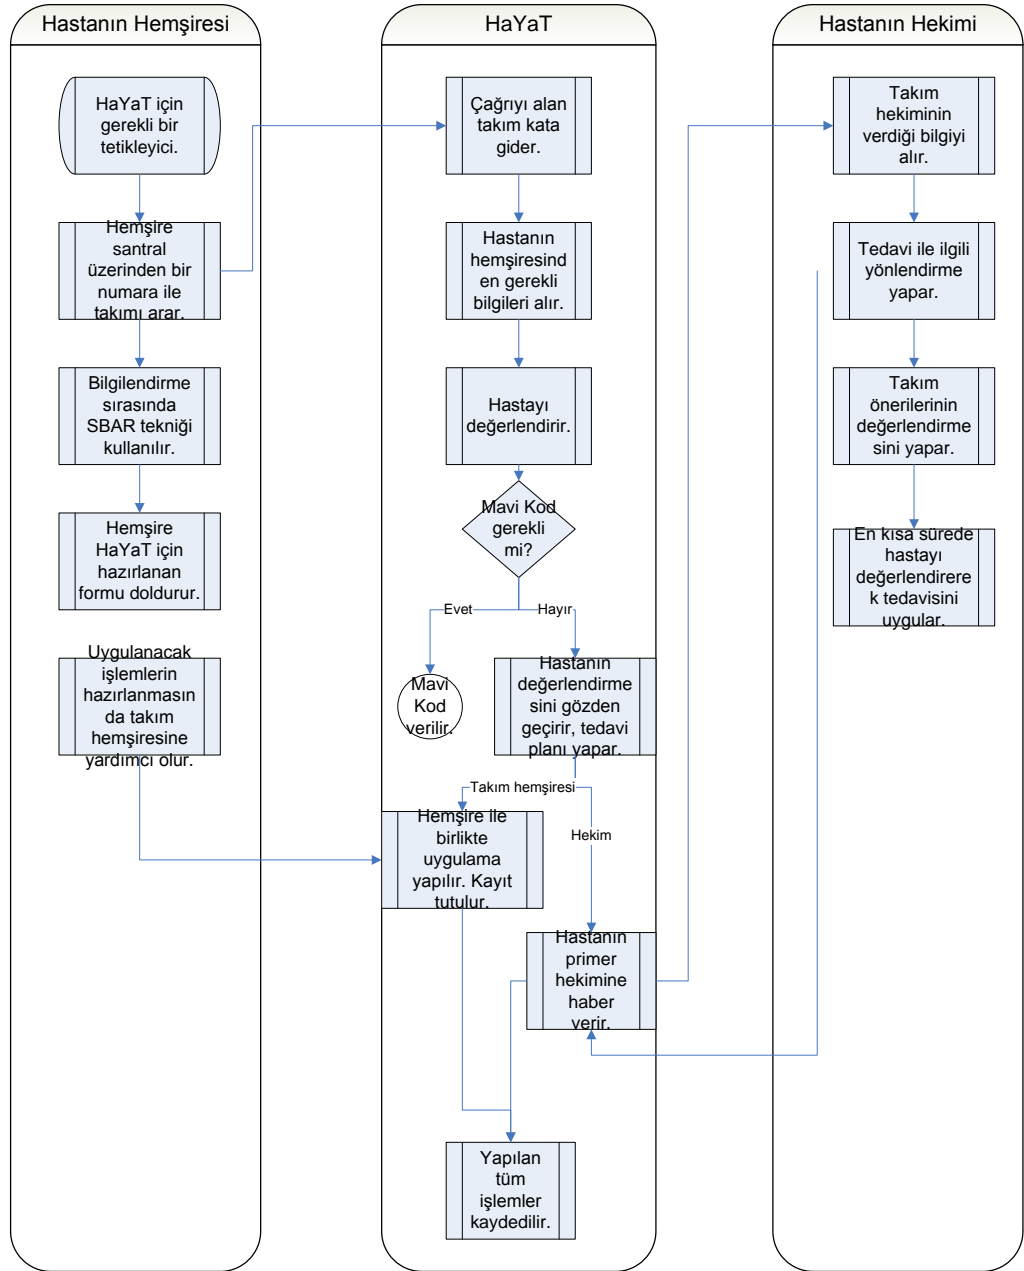 Hastanın Hemşiresi
HaYaT için
gerekli bir
tetikleyici.
Hemşire
santral
üzerinden bir
numara ile
takımı arar.
Bilgilendirme
sırasında
SBAR tekniği
kullanılır.
Hemşire
HaYaT için
hazırlanan
formu doldurur.
Uygulanacak
işlemlerin
hazırlanmasın
da takım
hemşiresine
yardımcı olur.
HaYaT
Çağrıyı alan
takım kata
gider.
Hastanın
hemşiresind
en gerekli
bilgileri alır.
Hastayı
değerlendirir.
Mavi Kod
gerekli
mi?
Evet
Hayır
Mavi
Kod
verilir.
Hastanın
değerlendirme
sini gözden
geçirir, tedavi
planı yapar.
Takım hemşiresi
Hekim
Hemşire ile
birlikte
uygulama
yapılır. Kayıt
tutulur.
Hastanın
primer
hekimine
haber
verir.
Yapılan
tüm
işlemler
kaydedilir.
Hastanın Hekimi
Takım
hekiminin
verdiği bilgiyi
alır.
Tedavi ile ilgili
yönlendirme
yapar.
Takım
önerilerinin
değerlendirme
sini yapar.
En kısa sürede
hastayı
değerlendirere
k tedavisini
uygular.